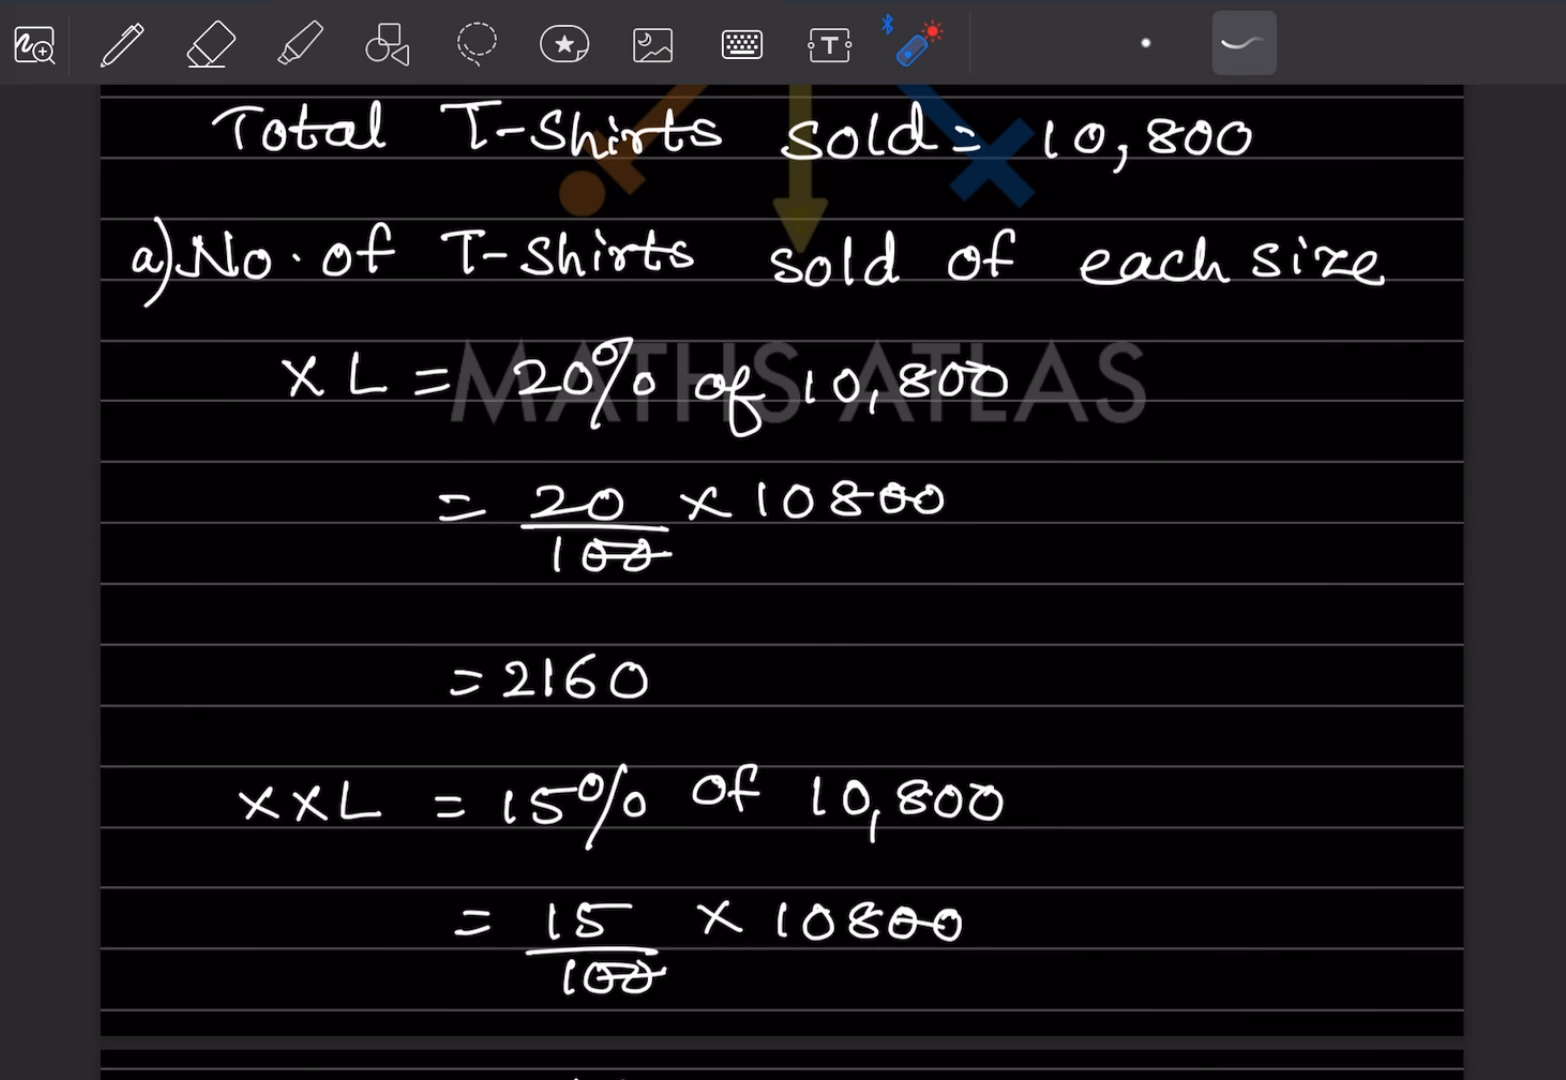 Total T-Shirts sold = 10,800
a) No. of T-Shirts sold of each size
MATHS ATLAS
XL = 20% of 10,800
= 20/100 × 10800
= 2160
XXL = 15% of 10,800
= 15/100 × 10800